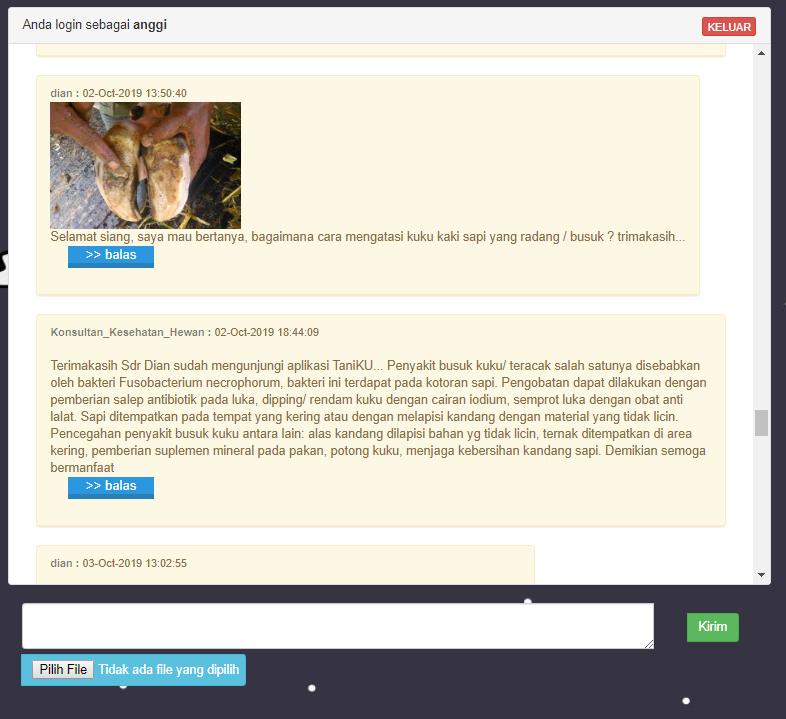 Anda login sebagai anggi
KELUAR
dian : 02-Oct-2019 13:50:40
Selamat siang, saya mau bertanya, bagaimana cara mengatasi kuku kaki sapi yang radang / busuk ? trimakasih...
>> balas
Konsultan_Kesehatan_Hewan : 02-Oct-2019 18:44:09
Terimakasih Sdr Dian sudah mengunjungi aplikasi TaniKU... Penyakit busuk kuku/ teracak salah satunya disebabkan
oleh bakteri Fusobacterium necrophorum, bakteri ini terdapat pada kotoran sapi. Pengobatan dapat dilakukan dengan
pemberian salep antibiotik pada luka, dipping/ rendam kuku dengan cairan iodium, semprot luka dengan obat anti
lalat. Sapi ditempatkan pada tempat yang kering atau dengan melapisi kandang dengan material yang tidak licin.
Pencegahan penyakit busuk kuku antara lain: alas kandang dilapisi bahan yg tidak licin, ternak ditempatkan di area
kering, pemberian suplemen mineral pada pakan, potong kuku, menjaga kebersihan kandang sapi. Demikian semoga
bermanfaat
>> balas
dian : 03-Oct-2019 13:02:55
Kirim
Pilih File Tidak ada file yang dipilih